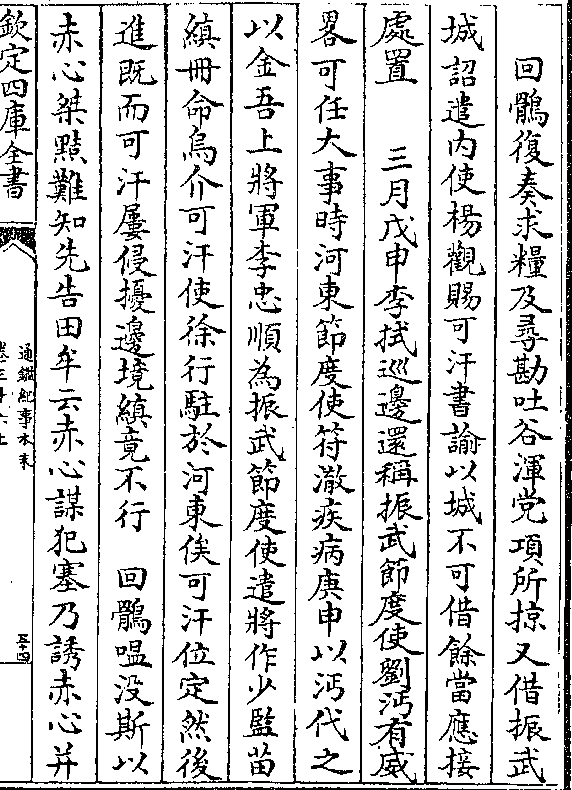 回鶻復奏求糧及尋勘吐谷渾党項所掠又借振武
城詔遣内使楊觀賜可汗書諭以城不可借餘當應接
處置　三月戊申李拭巡邊還稱振武節度使劉沔有威
畧可任大事時河東節度使符澈疾病庚申以沔代之
以金吾上將軍李忠順為振武節度使遣將作少監苗
縝冊命烏介可汗使徐行駐於河東俟可汗位定然後
進既而可汗屢侵擾邊境縝竟不行　回鶻嗢没斯以
赤心桀黠難知先告田牟云赤心謀犯塞乃誘赤心并
欽定四庫全書
通鑑紀事本末
五十四